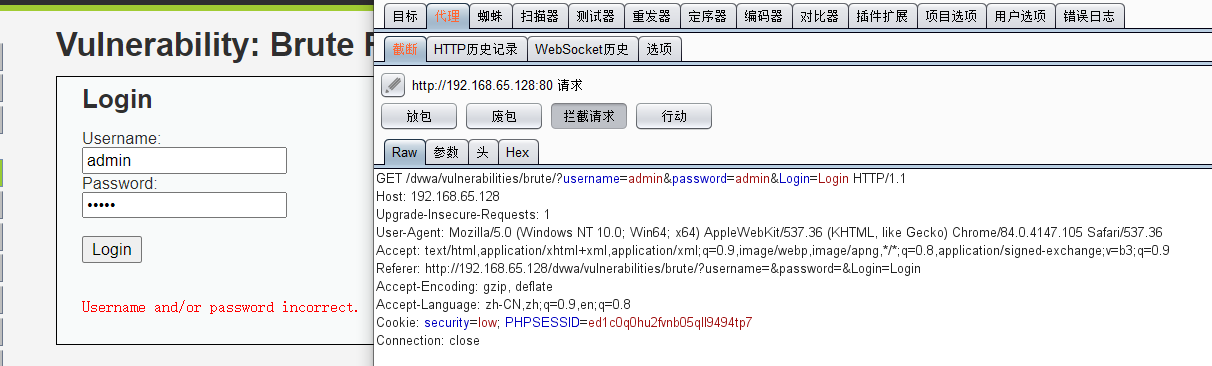 Vulnerability: Brute F
Login
Username:
admin
Password:
•••••
Login
Username and/or password incorrect.
目标 代理 蜘蛛 扫描器 测试器 重发器 定序器 编码器 对比器 插件扩展 项目选项 用户选项 错误日志
截断 HTTP历史记录 WebSocket历史 选项
http://192.168.65.128:80 请求
放包 废包 拦截请求 行动
Raw 参数 头 Hex
GET /dvwa/vulnerabilities/brute/?username=admin&password=admin&Login=Login HTTP/1.1
Host: 192.168.65.128
Upgrade-Insecure-Requests: 1
User-Agent: Mozilla/5.0 (Windows NT 10.0; Win64; x64) AppleWebKit/537.36 (KHTML, like Gecko) Chrome/84.0.4147.105 Safari/537.36
Accept: text/html,application/xhtml+xml,application/xml;q=0.9,image/webp,image/apng,*/*;q=0.8,application/signed-exchange;v=b3;q=0.9
Referer: http://192.168.65.128/dvwa/vulnerabilities/brute/?username=&password=&Login=Login
Accept-Encoding: gzip, deflate
Accept-Language: zh-CN,zh;q=0.9,en;q=0.8
Cookie: security=low; PHPSESSID=ed1c0q0hu2fvnb05qll9494tp7
Connection: close